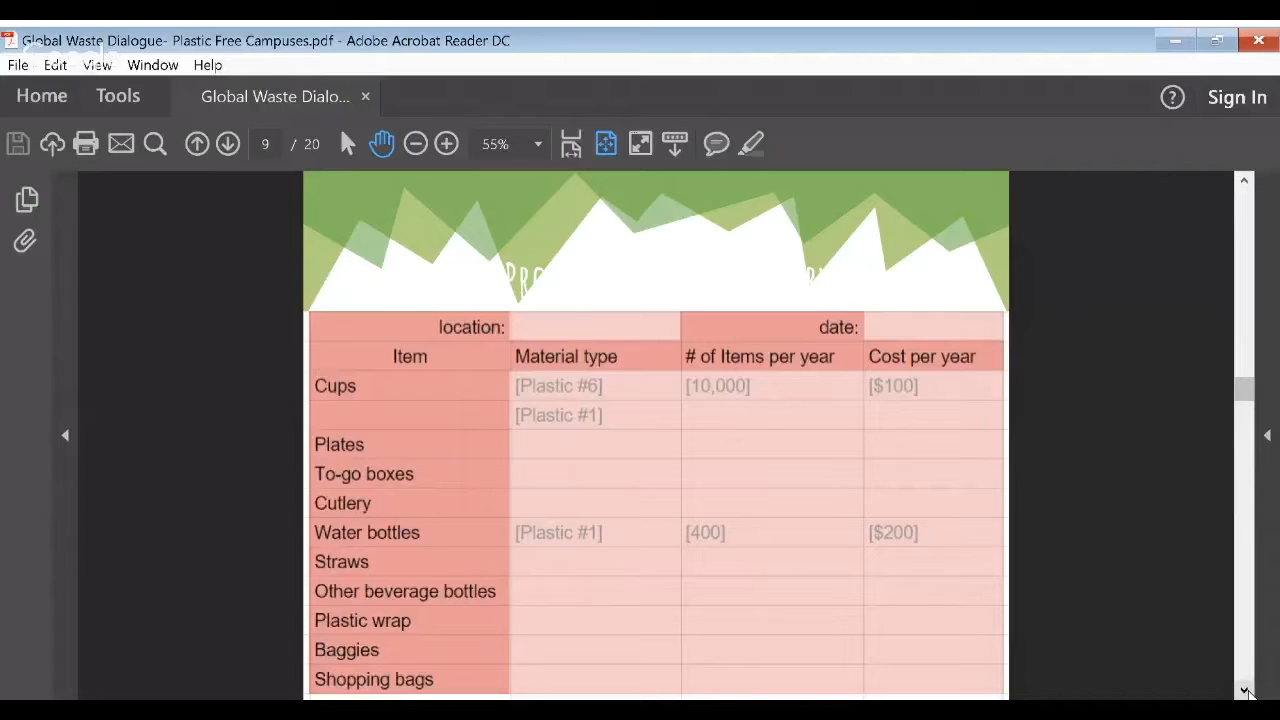 Global Waste Dialogue- Plastic Free Campuses.pdf - Adobe Acrobat Reader DC
File Edit View Window Help
Home Tools Global Waste Dialo... × ? Sign In
9 / 20 55%
location: date:
Item Material type # of Items per year Cost per year
Cups [Plastic #6] [10,000] [$100]
[Plastic #1]
Plates
To-go boxes
Cutlery
Water bottles [Plastic #1] [400] [$200]
Straws
Other beverage bottles
Plastic wrap
Baggies
Shopping bags